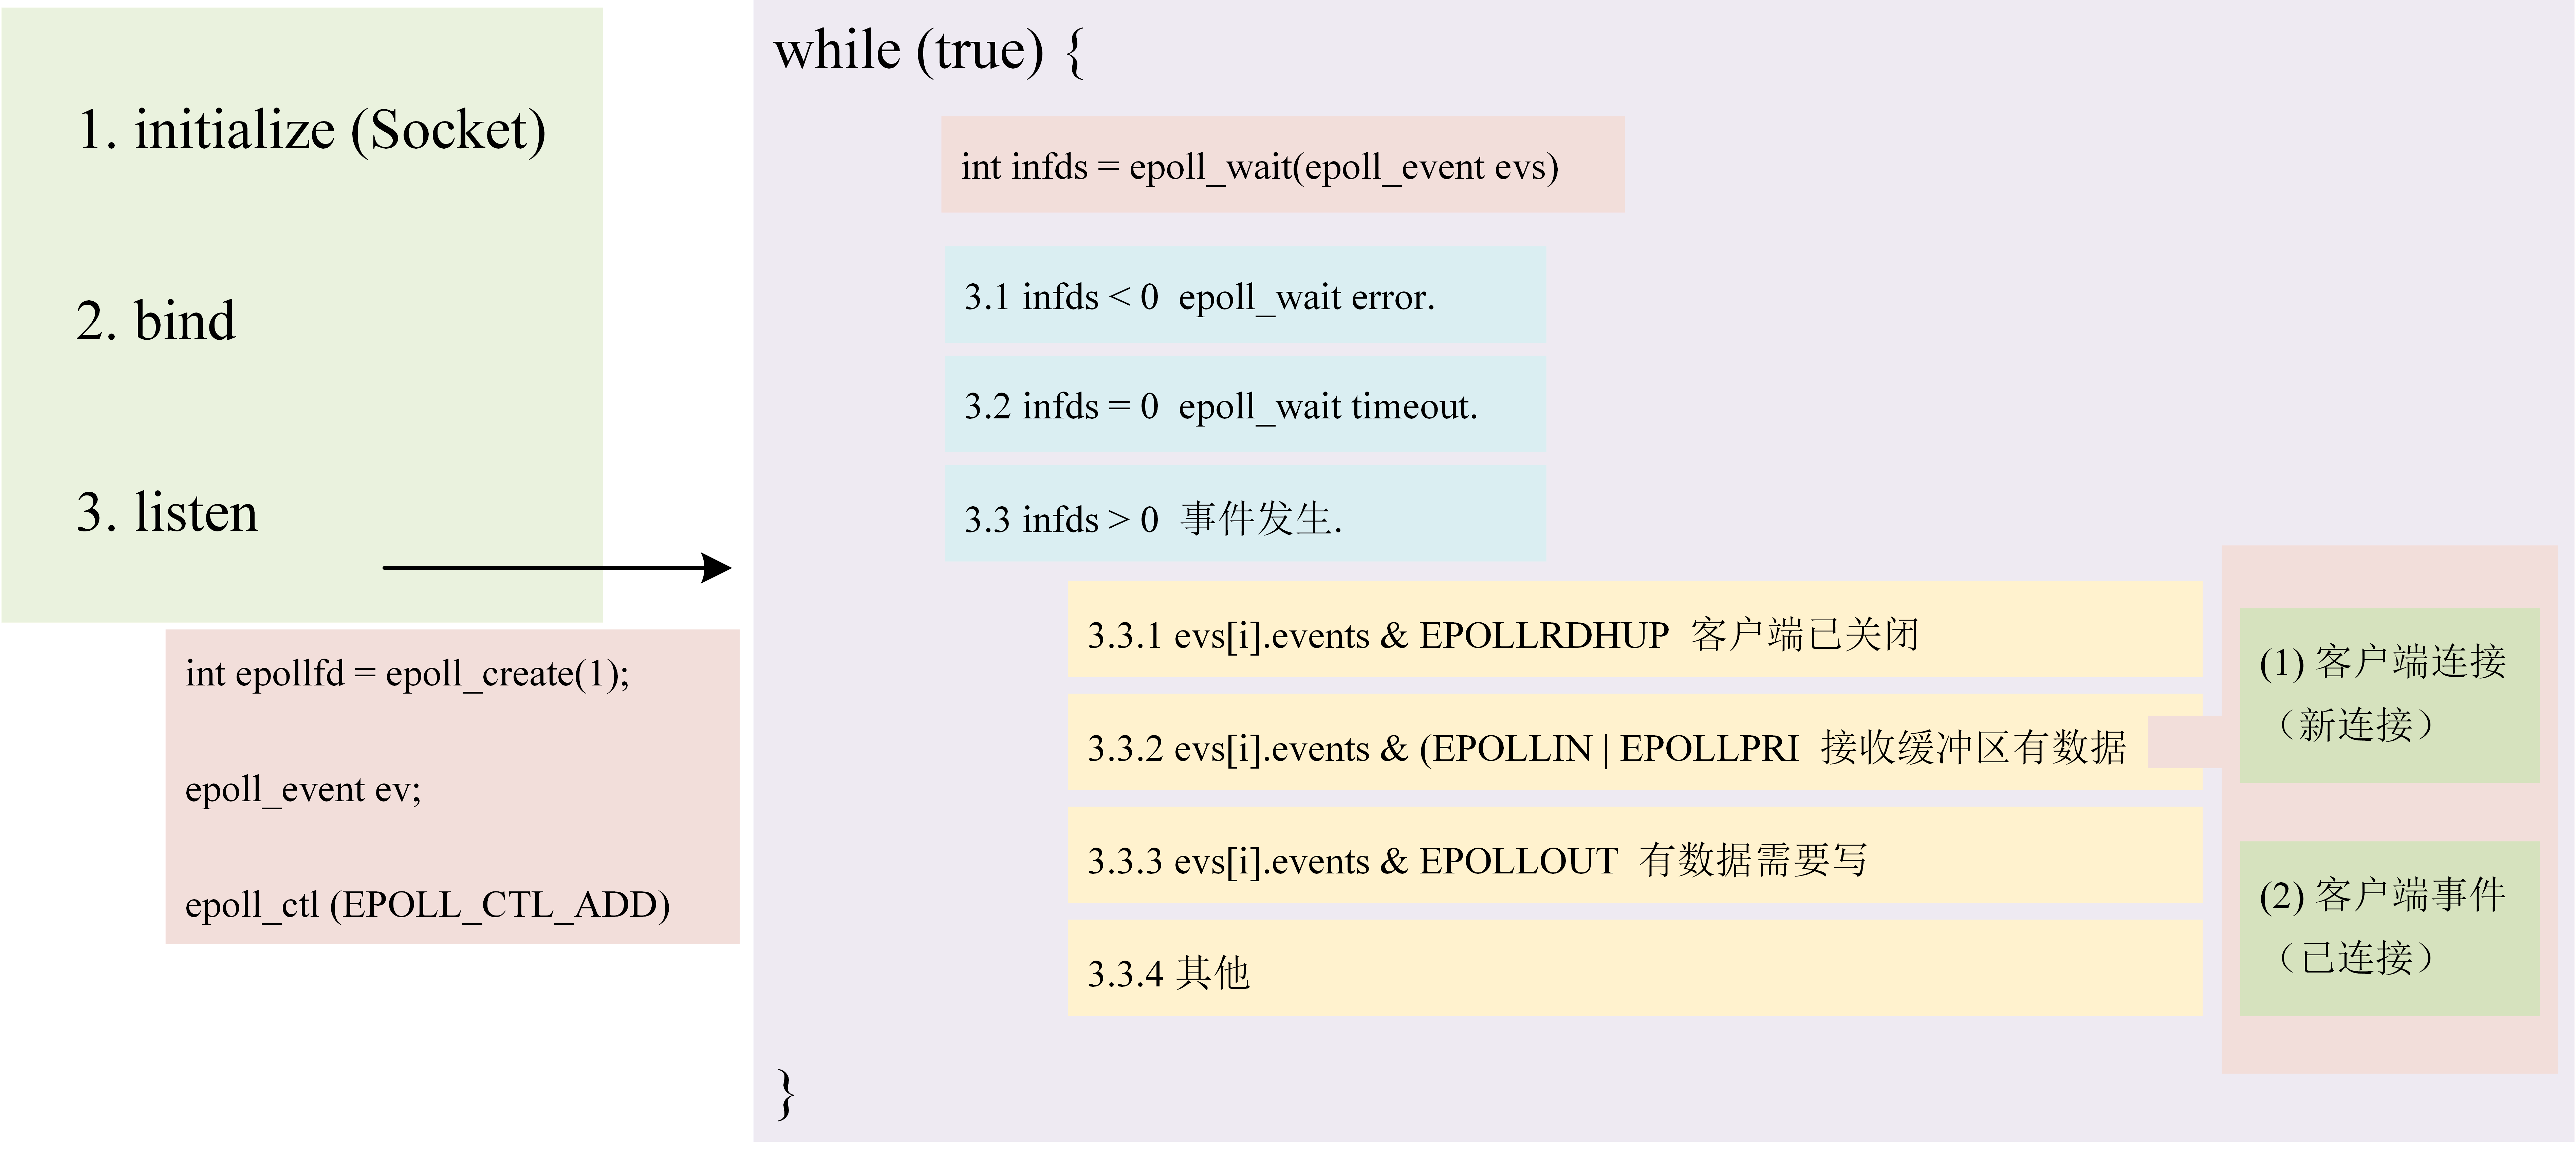 1. initialize (Socket)
2. bind
3. listen
int epollfd = epoll_create(1);
epoll_event ev;
epoll_ctl (EPOLL_CTL_ADD)
while (true) {
int infds = epoll_wait(epoll_event evs)
3.1 infds < 0 epoll_wait error.
3.2 infds = 0 epoll_wait timeout.
3.3 infds > 0 事件发生.
3.3.1 evs[i].events & EPOLLRDHUP 客户端已关闭
3.3.2 evs[i].events & (EPOLLIN | EPOLLPRI 接收缓冲区有数据
3.3.3 evs[i].events & EPOLLOUT 有数据需要写
3.3.4 其他
(1) 客户端连接
（新连接）
(2) 客户端事件
（已连接）
}